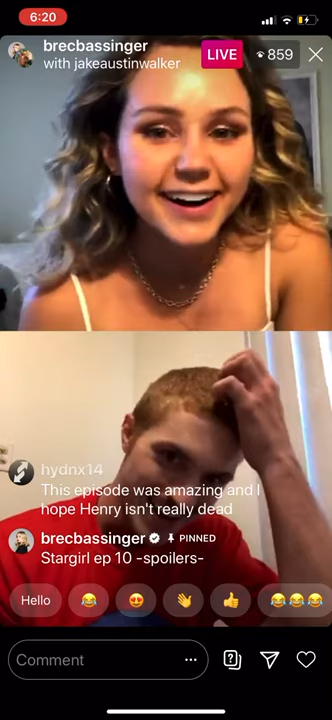 6:20
brecbassinger
with jakeaustinwalker
LIVE
859
hydnx14
This episode was amazing and I
hope Henry isn't really dead
brecbassinger PINNED
Stargirl ep 10 -spoilers-
Hello 😂 😍 👋 👍 😂😂😂
Comment